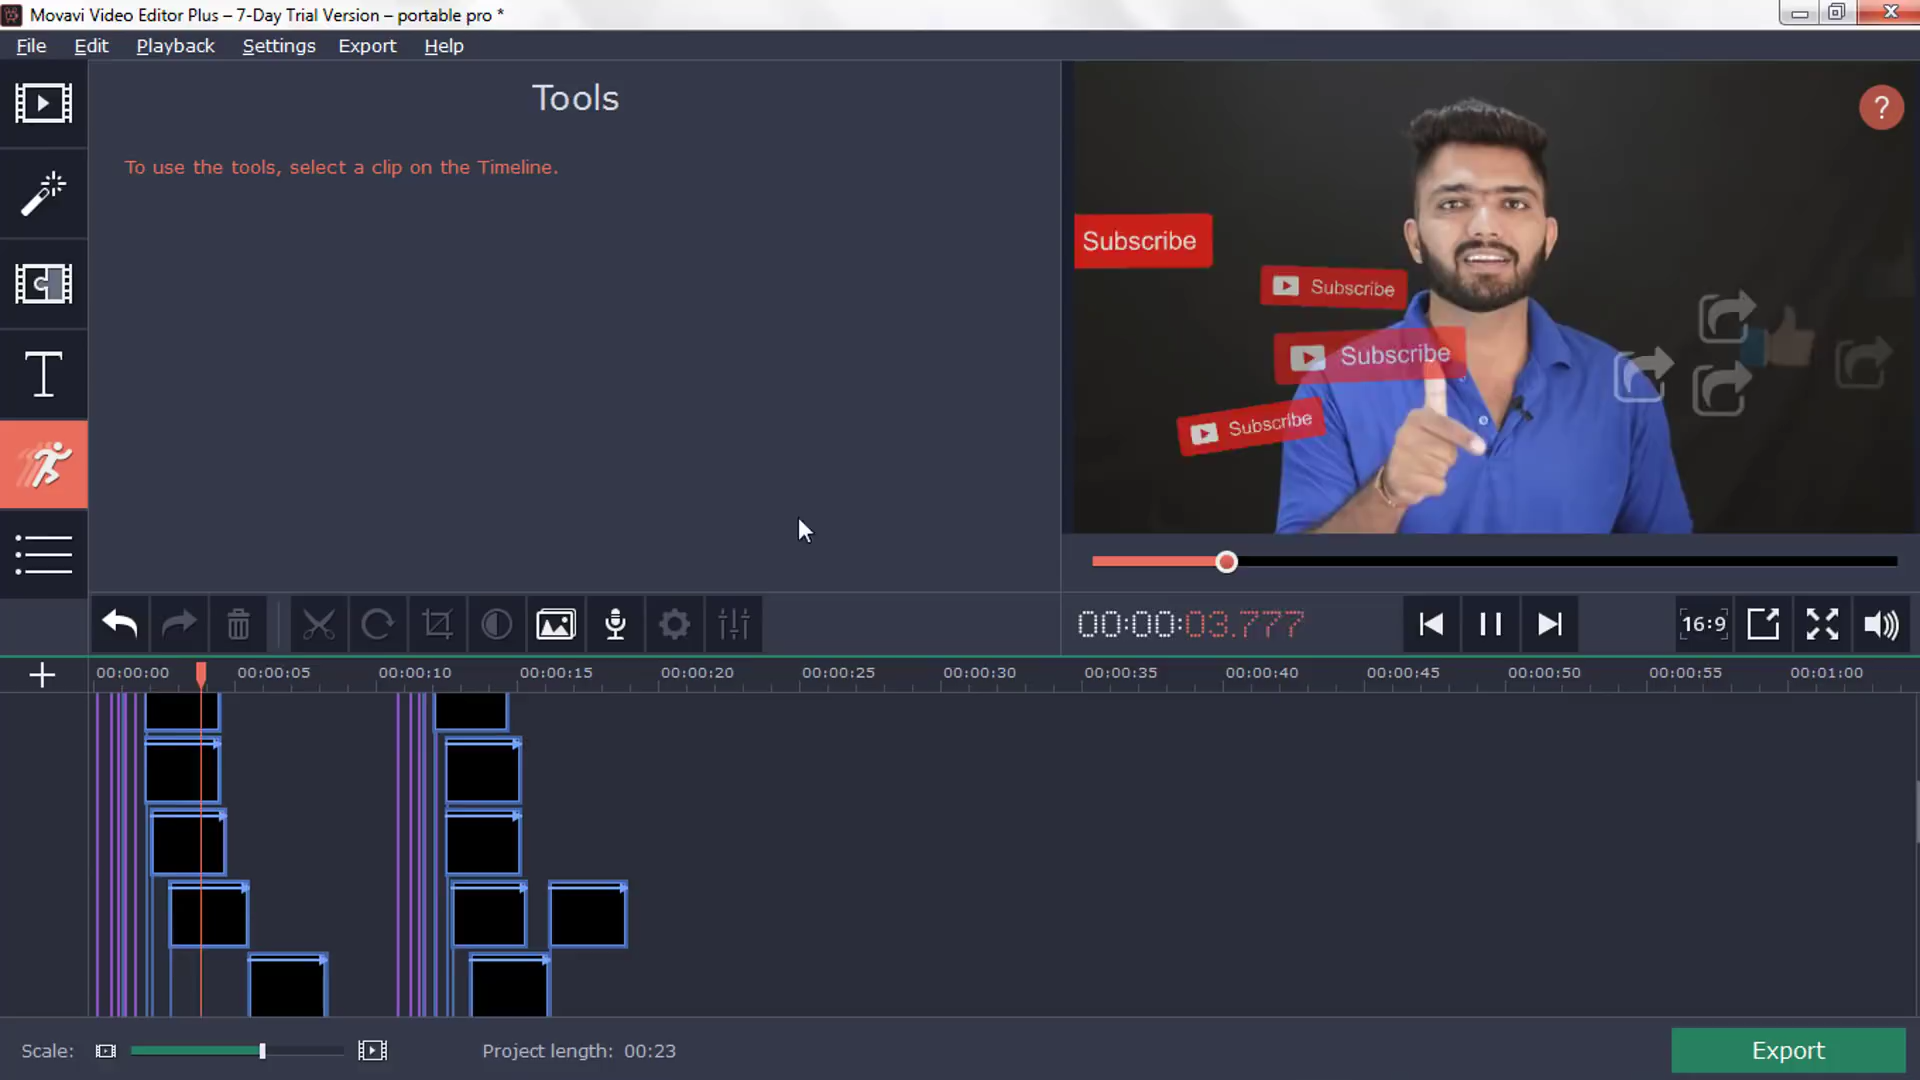 Movavi Video Editor Plus – 7-Day Trial Version – portable pro *
File Edit Playback Settings Export Help
Tools
To use the tools, select a clip on the Timeline.
?
Subscribe
Subscribe
Subscribe
Subscribe
00:00:03.777
16:9
00:00:00 00:00:05 00:00:10 00:00:15 00:00:20 00:00:25 00:00:30 00:00:35 00:00:40 00:00:45 00:00:50 00:00:55 00:01:00
Scale:
Project length: 00:23
Export